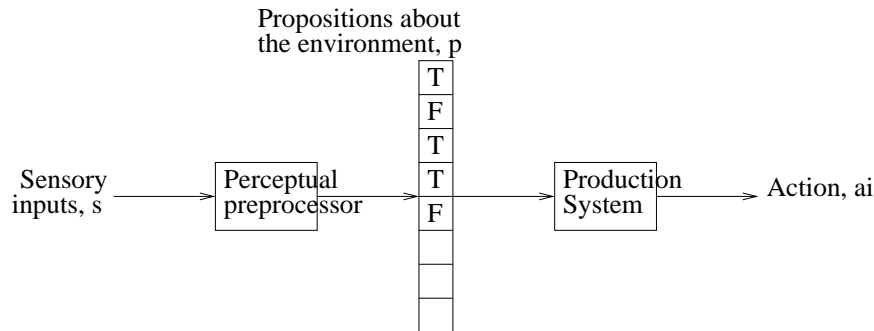 Propositions about
the environment, p
T
F
T
T
F
Sensory
inputs, s
Perceptual
preprocessor
Production
System
Action, ai